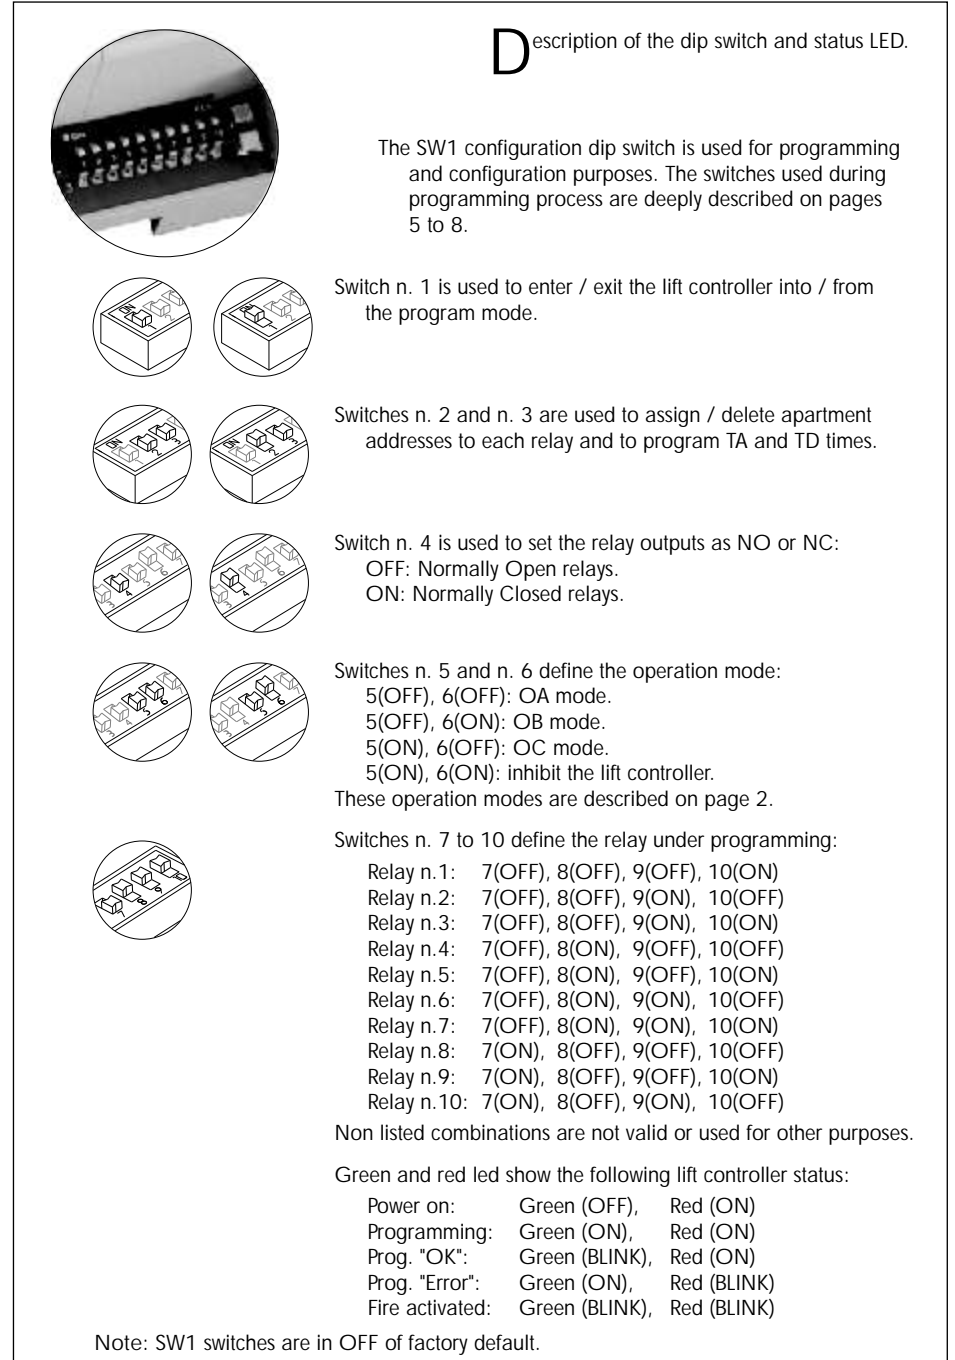 Description of the dip switch and status LED.
The SW1 configuration dip switch is used for programming
and configuration purposes. The switches used during
programming process are deeply described on pages
5 to 8.
Switch n. 1 is used to enter / exit the lift controller into / from
the program mode.
Switches n. 2 and n. 3 are used to assign / delete apartment
addresses to each relay and to program TA and TD times.
Switch n. 4 is used to set the relay outputs as NO or NC:
OFF: Normally Open relays.
ON: Normally Closed relays.
Switches n. 5 and n. 6 define the operation mode:
5(OFF), 6(OFF): OA mode.
5(OFF), 6(ON): OB mode.
5(ON), 6(OFF): OC mode.
5(ON), 6(ON): inhibit the lift controller.
These operation modes are described on page 2.
Switches n. 7 to 10 define the relay under programming:
Relay n.1: 7(OFF), 8(OFF), 9(OFF), 10(ON)
Relay n.2: 7(OFF), 8(OFF), 9(ON), 10(OFF)
Relay n.3: 7(OFF), 8(OFF), 9(ON), 10(ON)
Relay n.4: 7(OFF), 8(ON), 9(OFF), 10(OFF)
Relay n.5: 7(OFF), 8(ON), 9(OFF), 10(ON)
Relay n.6: 7(OFF), 8(ON), 9(ON), 10(OFF)
Relay n.7: 7(OFF), 8(ON), 9(ON), 10(ON)
Relay n.8: 7(ON), 8(OFF), 9(OFF), 10(OFF)
Relay n.9: 7(ON), 8(OFF), 9(OFF), 10(ON)
Relay n.10: 7(ON), 8(OFF), 9(ON), 10(OFF)
Non listed combinations are not valid or used for other purposes.
Green and red led show the following lift controller status:
Power on: Green (OFF), Red (ON)
Programming: Green (ON), Red (ON)
Prog. "OK": Green (BLINK), Red (ON)
Prog. "Error": Green (ON), Red (BLINK)
Fire activated: Green (BLINK), Red (BLINK)
Note: SW1 switches are in OFF of factory default.